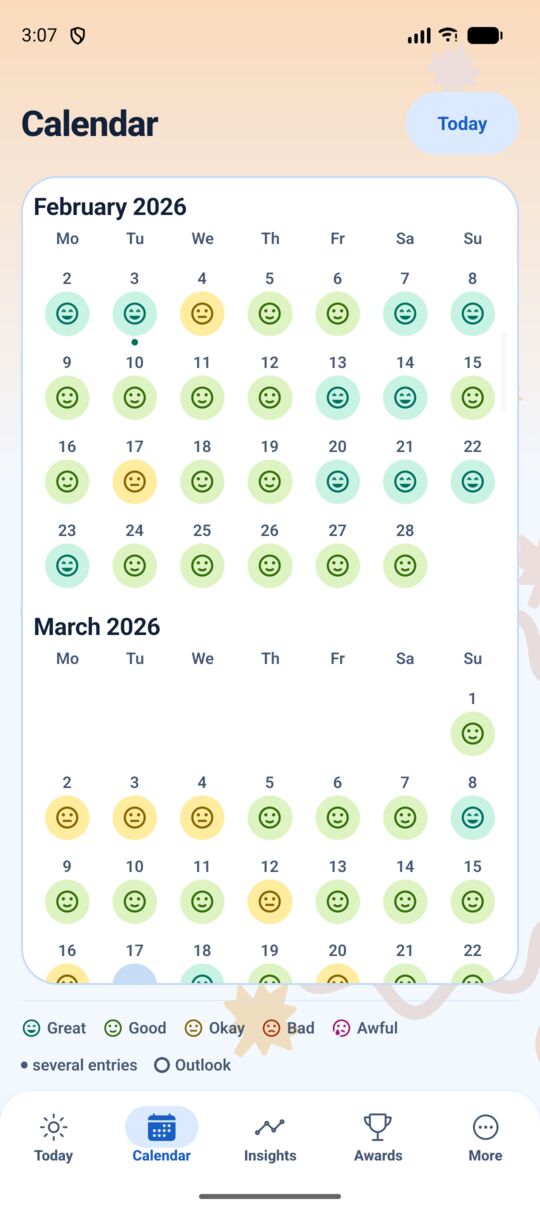 3:07
Calendar
Today
February 2026
Mo Tu We Th Fr Sa Su
2 3 4 5 6 7 8
9 10 11 12 13 14 15
16 17 18 19 20 21 22
23 24 25 26 27 28
March 2026
Mo Tu We Th Fr Sa Su
1
2 3 4 5 6 7 8
9 10 11 12 13 14 15
16 17 18 19 20 21 22
Great Good Okay Bad Awful
several entries Outlook
Today Calendar Insights Awards More